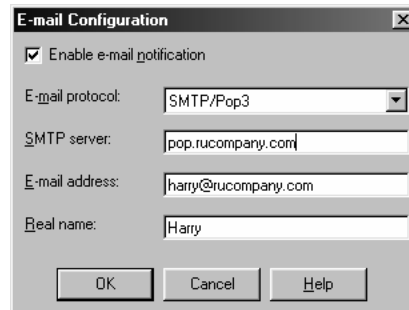 E-mail Configuration
Enable e-mail notification
E-mail protocol: SMTP/Pop3
SMTP server: pop.rucompany.com
E-mail address: harry@rucompany.com
Real name: Harry
OK Cancel Help